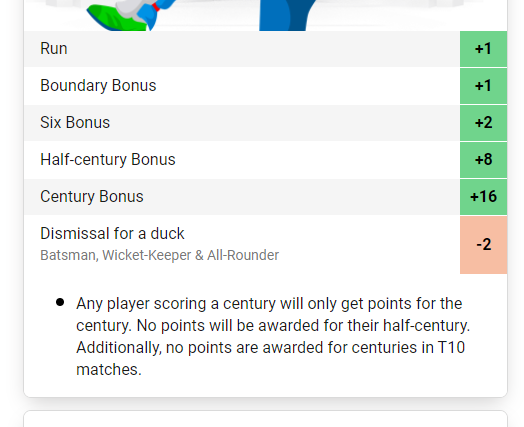 Run +1
Boundary Bonus +1
Six Bonus +2
Half-century Bonus +8
Century Bonus +16
Dismissal for a duck -2
Batsman, Wicket-Keeper & All-Rounder
• Any player scoring a century will only get points for the
century. No points will be awarded for their half-century.
Additionally, no points are awarded for centuries in T10
matches.